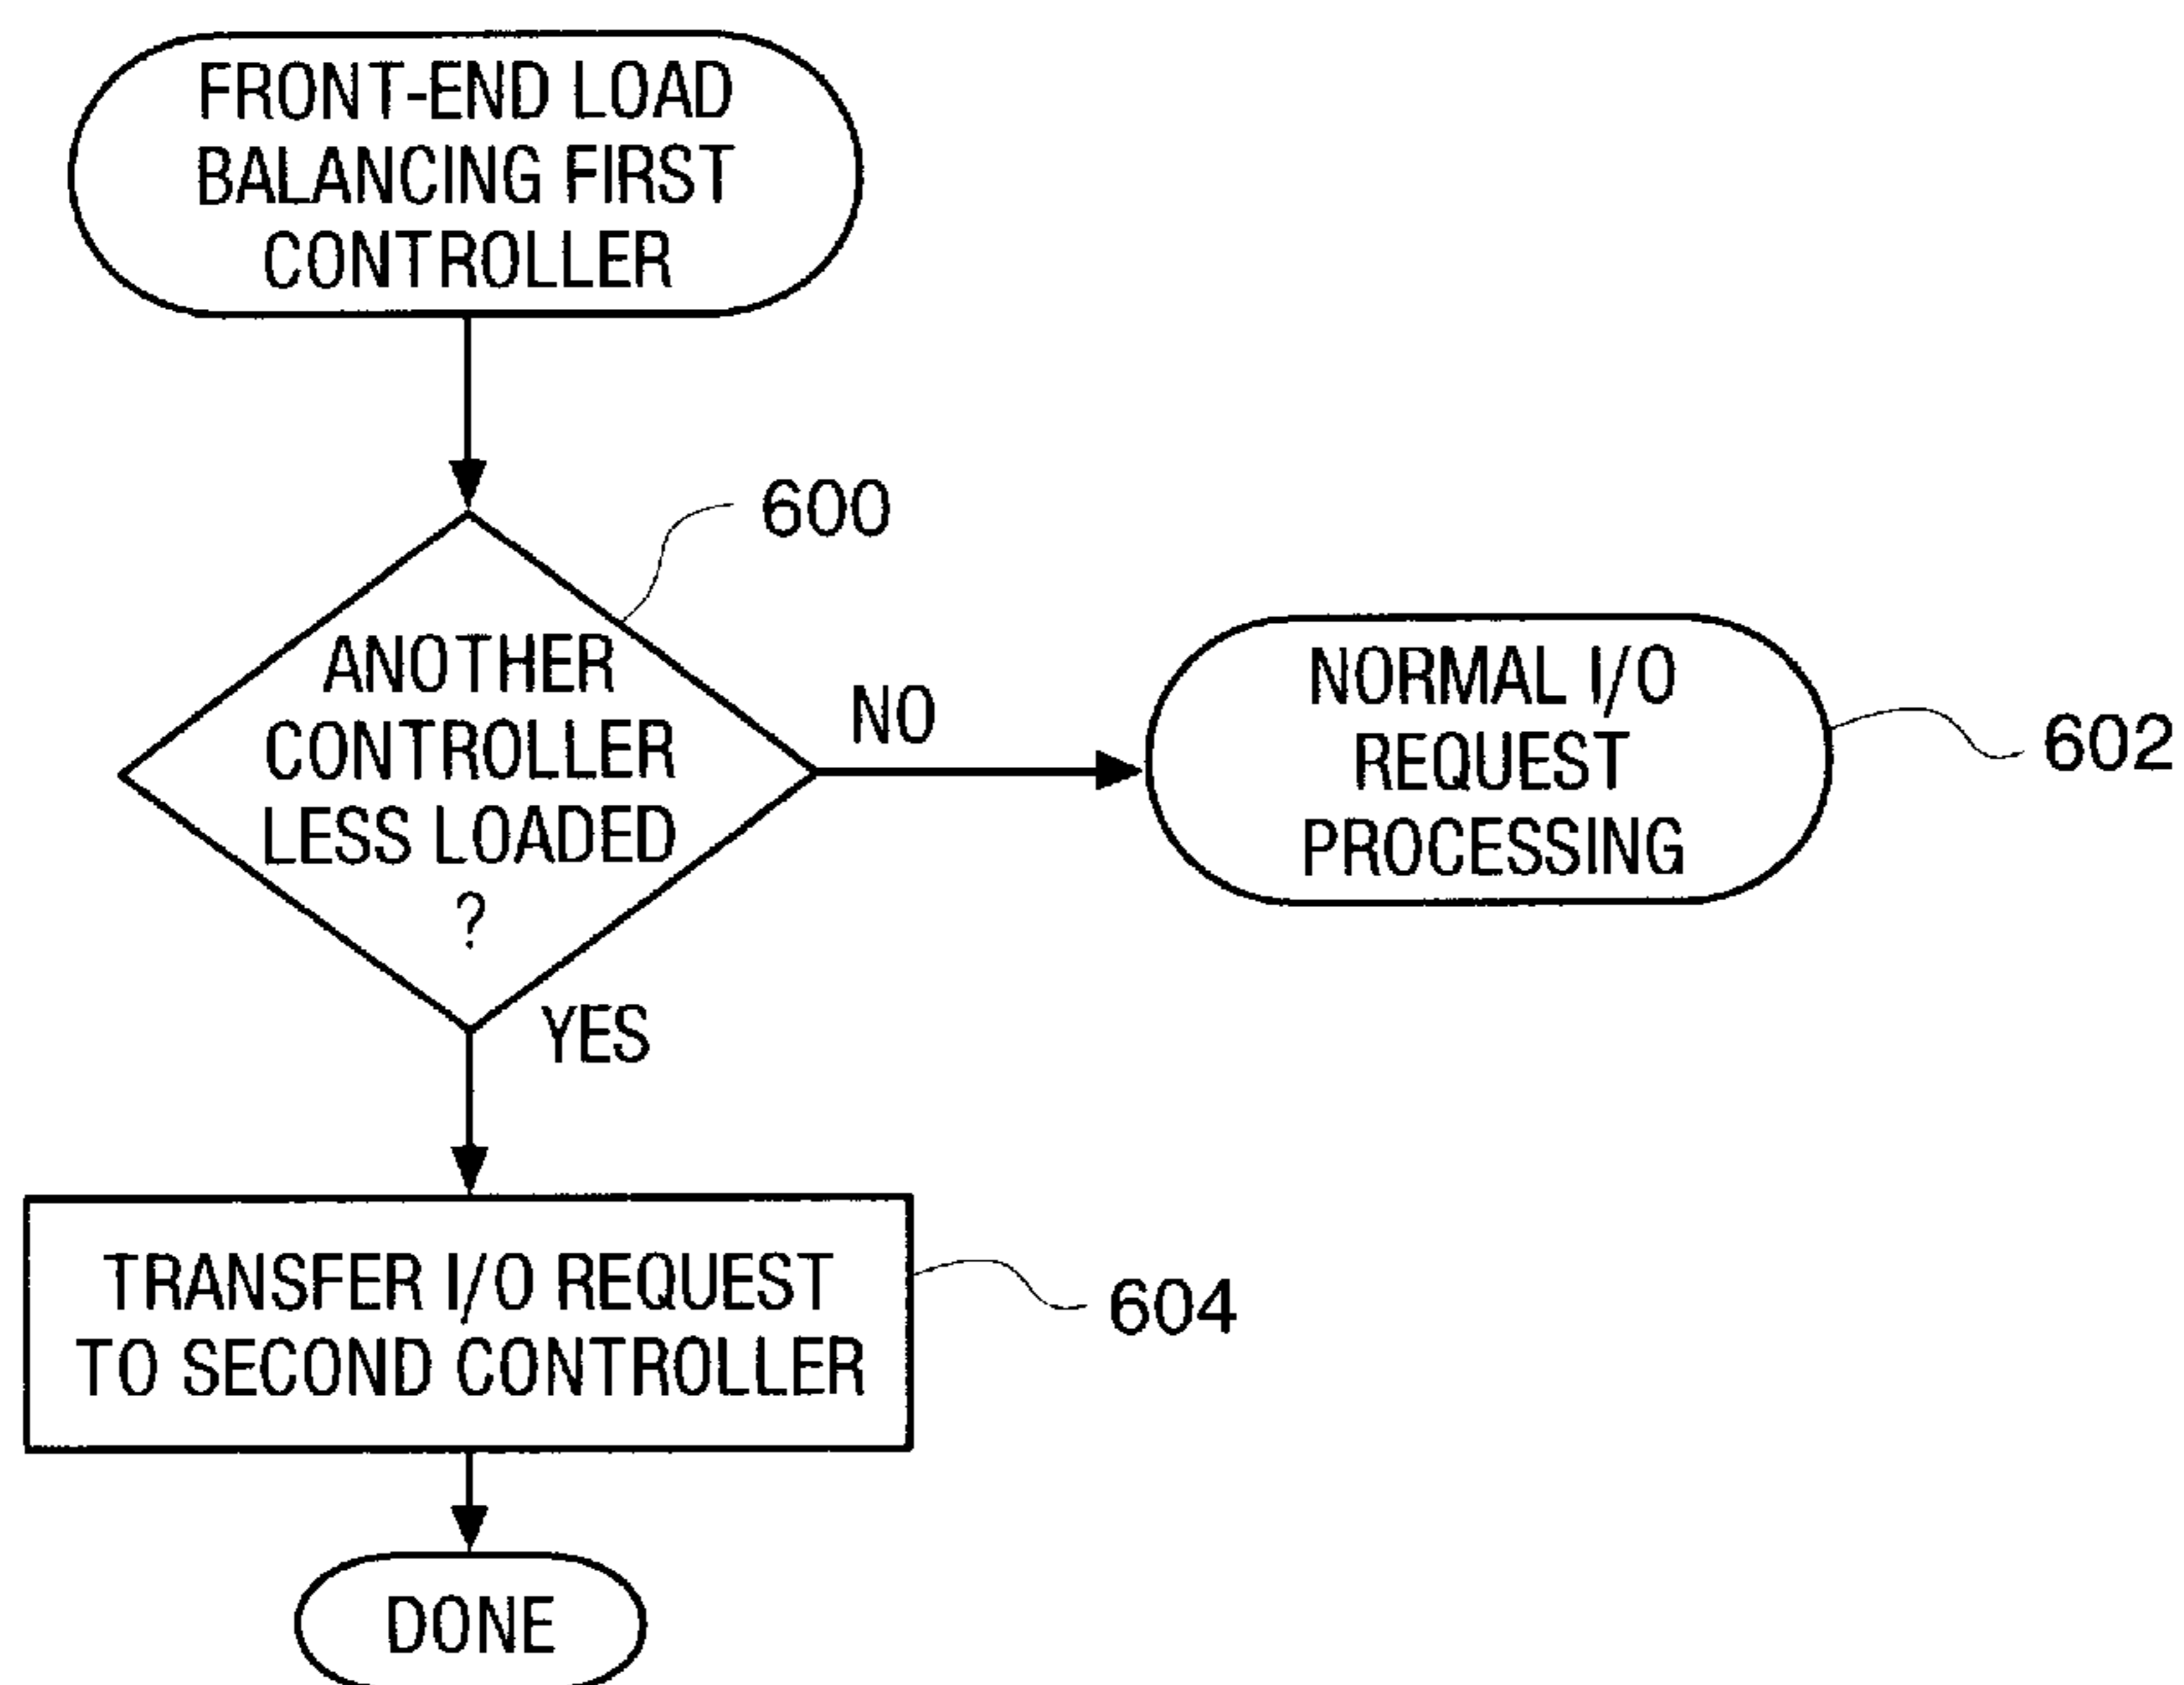 FRONT-END LOAD
BALANCING FIRST
CONTROLLER
600
ANOTHER
CONTROLLER
LESS LOADED
?
NO
NORMAL I/O
REQUEST
PROCESSING
602
YES
TRANSFER I/O REQUEST
TO SECOND CONTROLLER
604
DONE